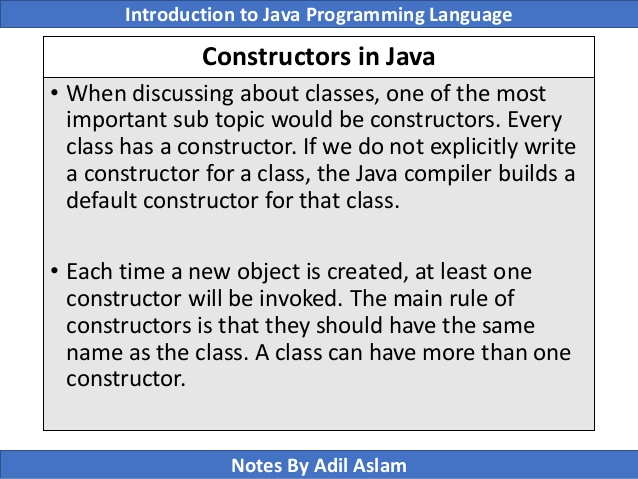 Introduction to Java Programming Language
Constructors in Java
• When discussing about classes, one of the most
important sub topic would be constructors. Every
class has a constructor. If we do not explicitly write
a constructor for a class, the Java compiler builds a
default constructor for that class.
• Each time a new object is created, at least one
constructor will be invoked. The main rule of
constructors is that they should have the same
name as the class. A class can have more than one
constructor.
Notes By Adil Aslam